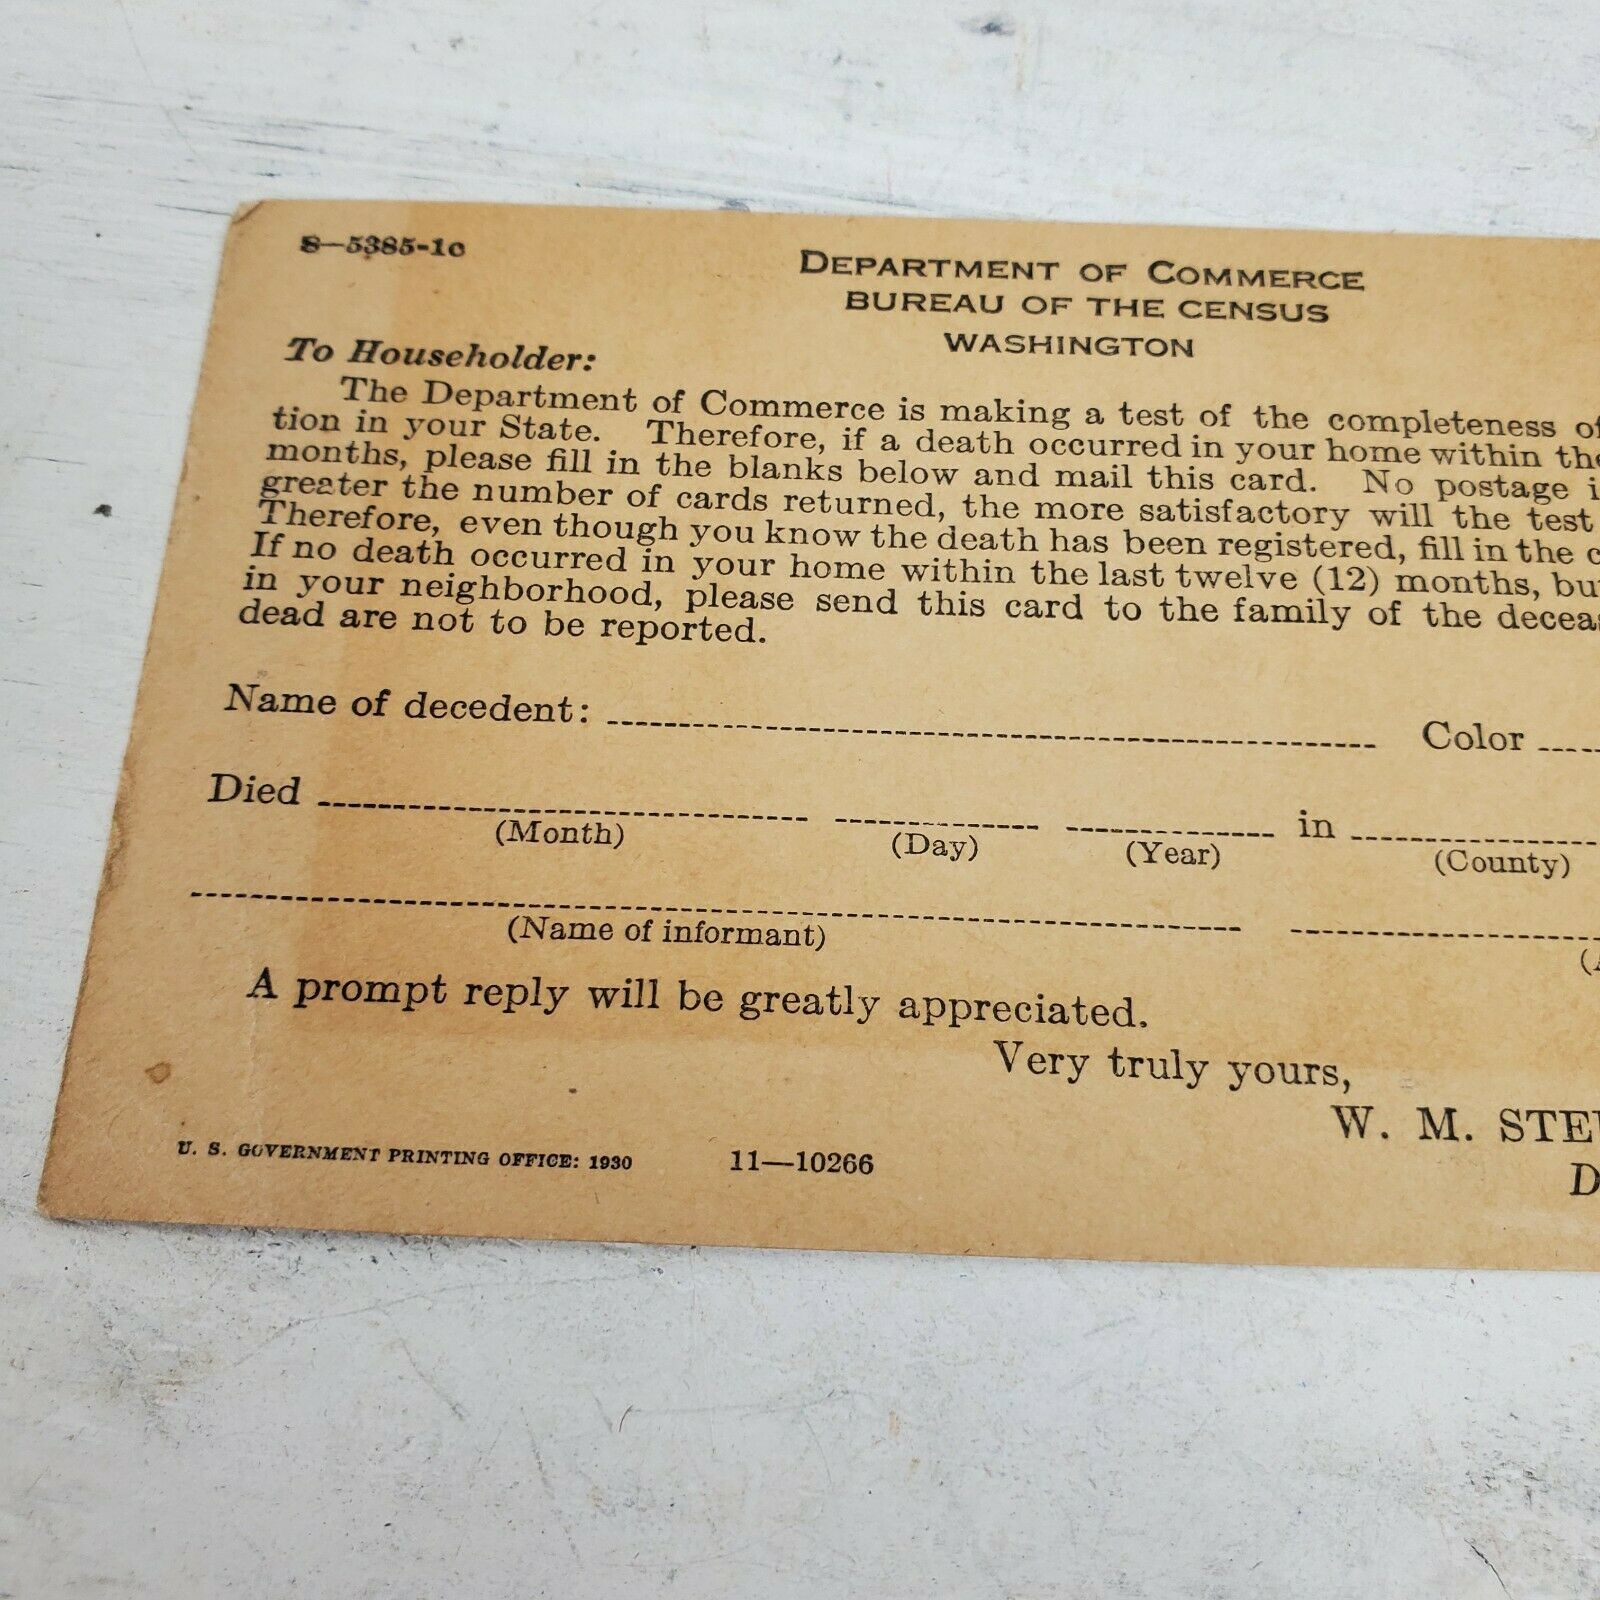 S—5385-1c
DEPARTMENT OF COMMERCE
BUREAU OF THE CENSUS
WASHINGTON
To Householder:
The Department of Commerce is making a test of the completeness of
tion in your State. Therefore, if a death occurred in your home within the
months, please fill in the blanks below and mail this card. No postage i
greater the number of cards returned, the more satisfactory will the test
Therefore, even though you know the death has been registered, fill in the c
If no death occurred in your home within the last twelve (12) months, but
in your neighborhood, please send this card to the family of the deceas
dead are not to be reported.
Name of decedent: Color
Died in
(Month) (Day) (Year) (County)
(Name of informant) (A
A prompt reply will be greatly appreciated.
Very truly yours,
W. M. STEW
D
U. S. GOVERNMENT PRINTING OFFICE: 1930 11—10266